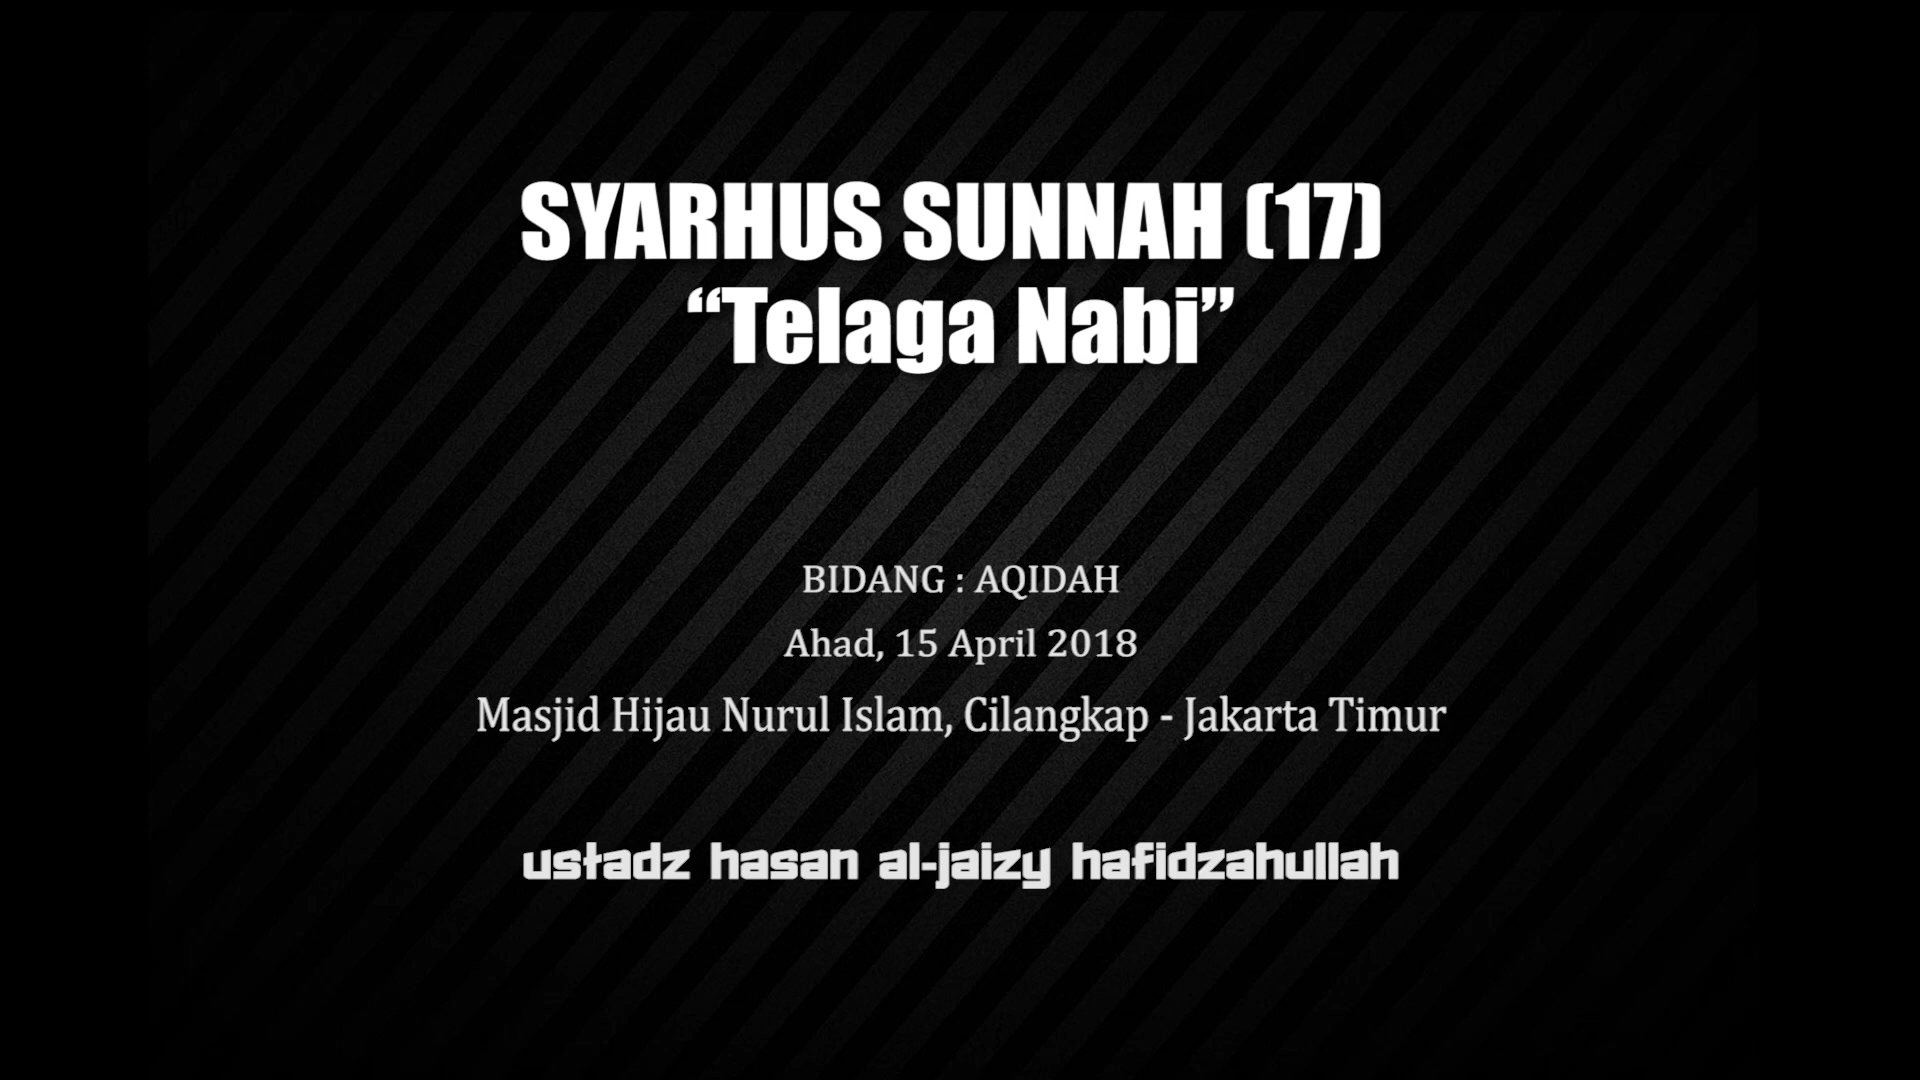 SYARHUS SUNNAH (17)
“Telaga Nabi”
BIDANG : AQIDAH
Ahad, 15 April 2018
Masjid Hijau Nurul Islam, Cilangkap - Jakarta Timur
ustadz hasan al-jaizy hafidzahullah